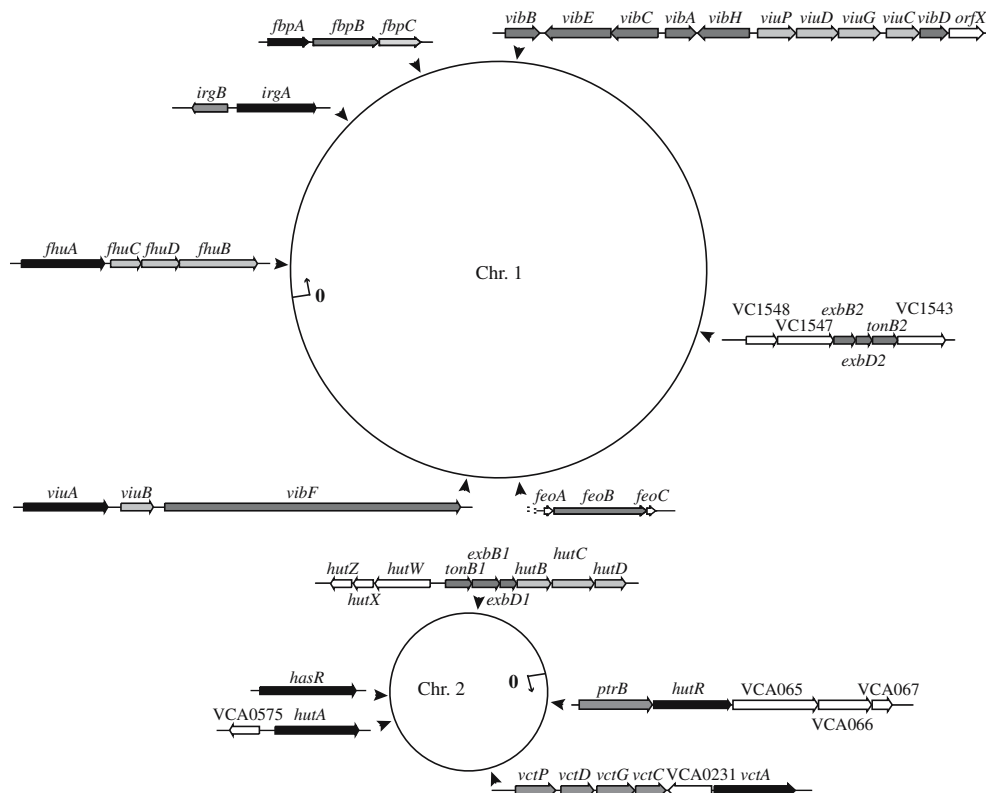 fbpA fbpB fbpC
vibB vibE vibC vibA vibH viuP viuD viuG viuC vibD orfX
irgB irgA
fhuA fhuC fhuD fhuB
Chr. 1
0
VC1548 exbB2 VC1543
VC1547 tonB2
exbD2
viuA viuB vibF
feoA feoB feoC
exbB1 hutC
hutZ hutW tonB1 hutB hutD
hutX exbD1
Chr. 2
0
hasR
VCA0575 hutA
ptrB hutR VCA065 VCA067
VCA066
vctP vctD vctG vctC VCA0231 vctA